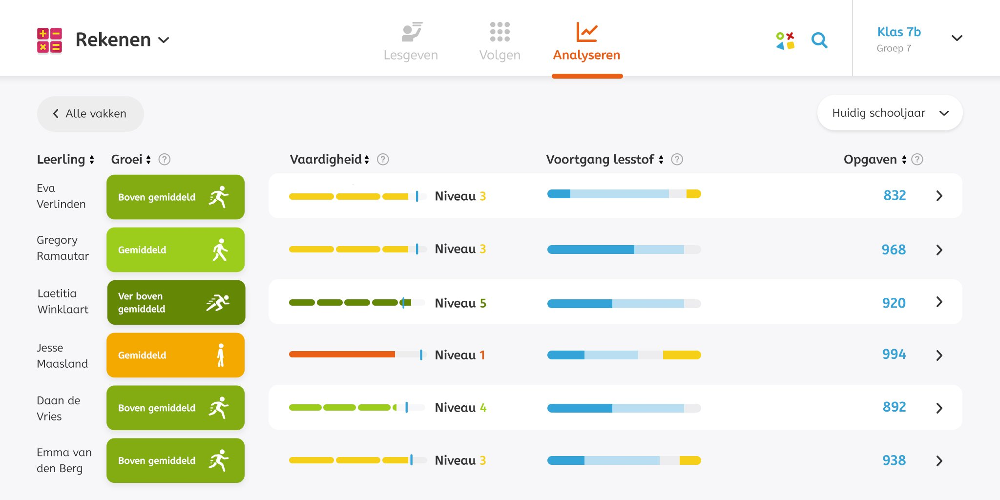 Rekenen
Lesgeven
Volgen
Analyseren
Klas 7b
Groep 7
Alle vakken
Huidig schooljaar
Leerling Groei ? Vaardigheid ? Voortgang lesstof ? Opgaven ?
Eva
Verlinden
Boven gemiddeld
Niveau 3
832
Gregory
Ramautar
Gemiddeld
Niveau 3
968
Laetitia
Winklaart
Ver boven
gemiddeld
Niveau 5
920
Jesse
Maasland
Gemiddeld
Niveau 1
994
Daan de
Vries
Boven gemiddeld
Niveau 4
892
Emma van
den Berg
Boven gemiddeld
Niveau 3
938